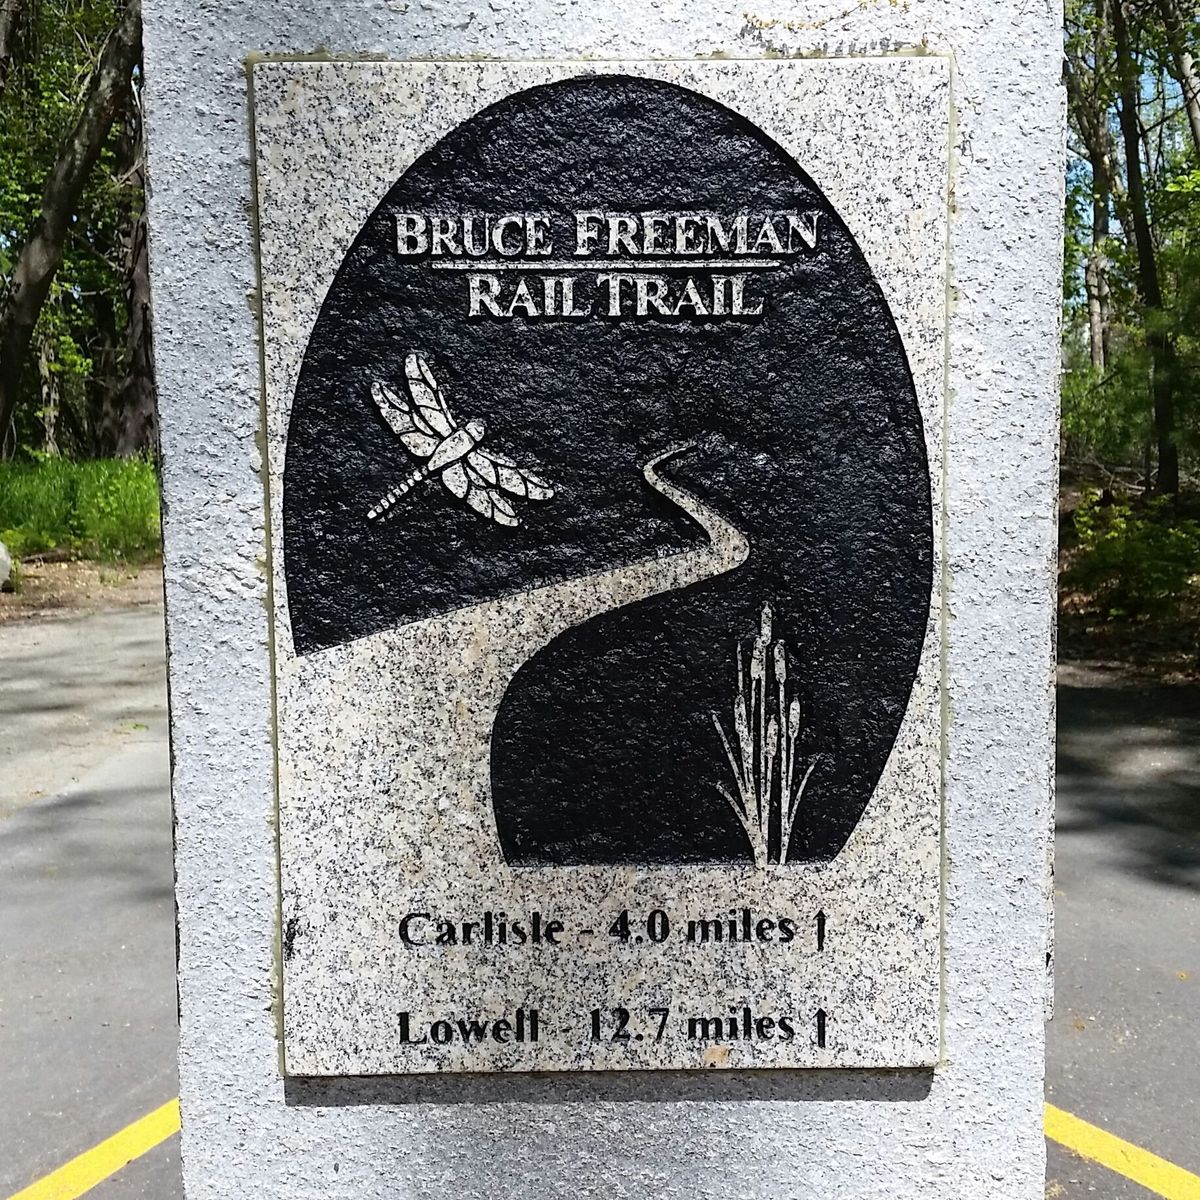 BRUCE FREEMAN
RAIL TRAIL
Carlisle - 4.0 miles ↑
Lowell - 12.7 miles ↑